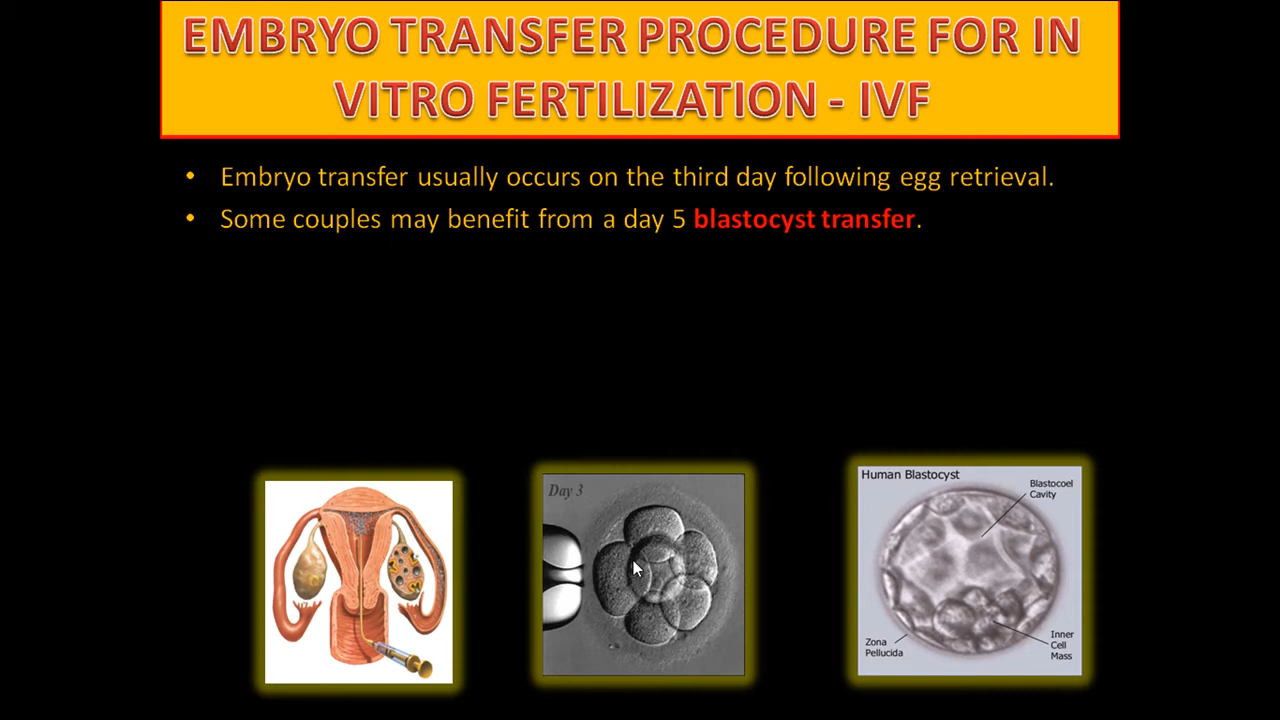 EMBRYO TRANSFER PROCEDURE FOR IN
VITRO FERTILIZATION - IVF
• Embryo transfer usually occurs on the third day following egg retrieval.
• Some couples may benefit from a day 5 blastocyst transfer.
Day 3
Human Blastocyst
Blastocoel
Cavity
Zona
Pellucida
Inner
Cell
Mass